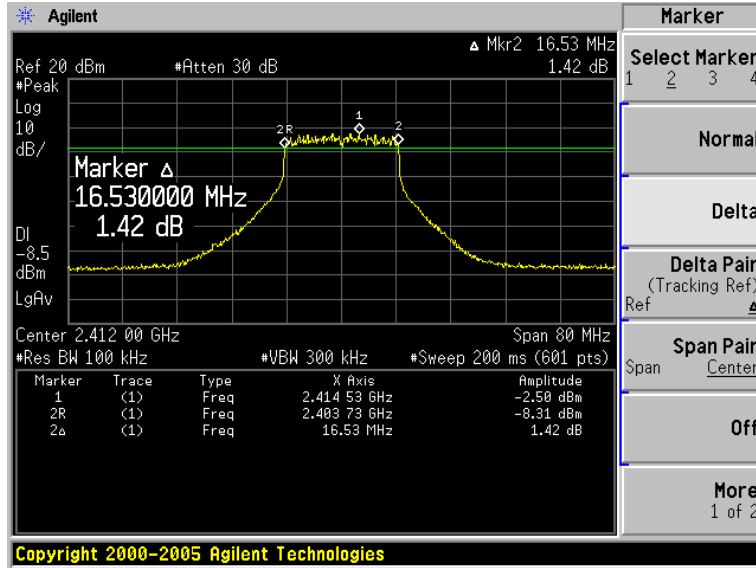 Agilent
Marker
Δ Mkr2 16.53 MHz
Ref 20 dBm #Atten 30 dB 1.42 dB
#Peak
Log
10
dB/
DI
-8.5
dBm
LgAv
2R
1
2
Marker Δ
16.530000 MHz
1.42 dB
Center 2.412 00 GHz Span 80 MHz
#Res BW 100 kHz #VBW 300 kHz #Sweep 200 ms (601 pts)
Marker Trace Type X Axis Amplitude
1 (1) Freq 2.414 53 GHz -2.50 dBm
2R (1) Freq 2.403 73 GHz -8.31 dBm
2Δ (1) Freq 16.53 MHz 1.42 dB
Select Marker
1 2 3 4
Normal
Delta
Delta Pair
(Tracking Ref)
Ref Δ
Span Pair
Span Center
Off
More
1 of 2
Copyright 2000-2005 Agilent Technologies